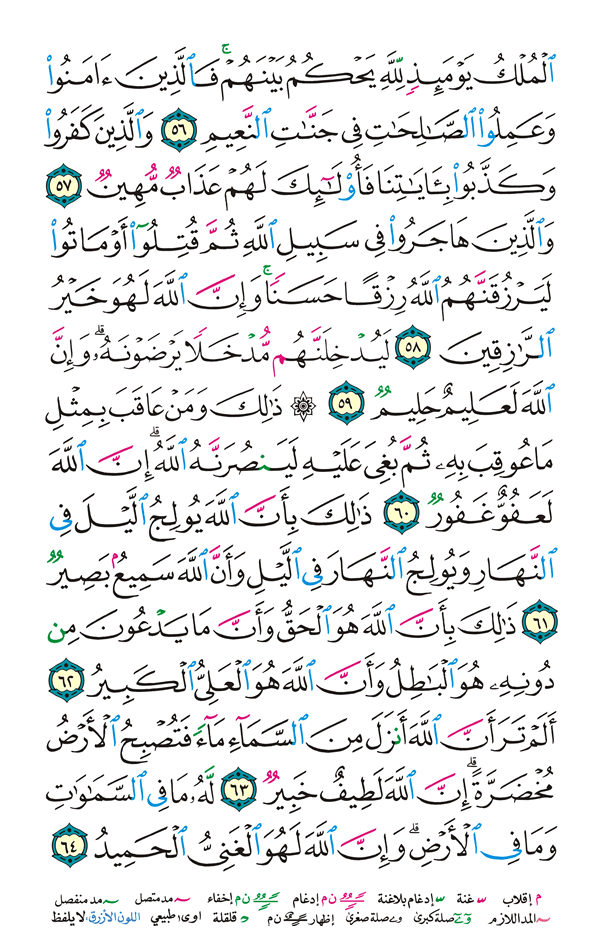 ٱلْمُلْكُ يَوْمَئِذٍ لِّلَّهِ يَحْكُمُ بَيْنَهُمْ ۚ فَٱلَّذِينَ ءَامَنُوا۟
وَعَمِلُوا۟ ٱلصَّـٰلِحَـٰتِ فِى جَنَّـٰتِ ٱلنَّعِيمِ ٥٦ وَٱلَّذِينَ كَفَرُوا۟
وَكَذَّبُوا۟ بِـَٔايَـٰتِنَا فَأُو۟لَـٰٓئِكَ لَهُمْ عَذَابٌ مُّهِينٌ ٥٧
وَٱلَّذِينَ هَاجَرُوا۟ فِى سَبِيلِ ٱللَّهِ ثُمَّ قُتِلُوٓا۟ أَوْ مَاتُوا۟
لَيَرْزُقَنَّهُمُ ٱللَّهُ رِزْقًا حَسَنًا ۚ وَإِنَّ ٱللَّهَ لَهُوَ خَيْرُ
ٱلرَّٰزِقِينَ ٥٨ لَيُدْخِلَنَّهُم مُّدْخَلًا يَرْضَوْنَهُۥ ۗ وَإِنَّ
ٱللَّهَ لَعَلِيمٌ حَلِيمٌ ٥٩ ۞ ذَٰلِكَ وَمَنْ عَاقَبَ بِمِثْلِ
مَا عُوقِبَ بِهِۦ ثُمَّ بُغِىَ عَلَيْهِ لَيَنصُرَنَّهُ ٱللَّهُ ۗ إِنَّ ٱللَّهَ
لَعَفُوٌّ غَفُورٌ ٦٠ ذَٰلِكَ بِأَنَّ ٱللَّهَ يُولِجُ ٱلَّيْلَ فِى
ٱلنَّهَارِ وَيُولِجُ ٱلنَّهَارَ فِى ٱلَّيْلِ وَأَنَّ ٱللَّهَ سَمِيعٌۢ بَصِيرٌ
٦١ ذَٰلِكَ بِأَنَّ ٱللَّهَ هُوَ ٱلْحَقُّ وَأَنَّ مَا يَدْعُونَ مِن
دُونِهِۦ هُوَ ٱلْبَـٰطِلُ وَأَنَّ ٱللَّهَ هُوَ ٱلْعَلِىُّ ٱلْكَبِيرُ ٦٢
أَلَمْ تَرَ أَنَّ ٱللَّهَ أَنزَلَ مِنَ ٱلسَّمَآءِ مَآءً فَتُصْبِحُ ٱلْأَرْضُ
مُخْضَرَّةً ۗ إِنَّ ٱللَّهَ لَطِيفٌ خَبِيرٌ ٦٣ لَّهُۥ مَا فِى ٱلسَّمَـٰوَٰتِ
وَمَا فِى ٱلْأَرْضِ ۗ وَإِنَّ ٱللَّهَ لَهُوَ ٱلْغَنِىُّ ٱلْحَمِيدُ ٦٤
م إقلاب غنة إدغام بلاغنة ن م إدغام ن م إخفاء مد متصل مد منفصل
المد اللازم صلة كبرى صلة صغرى إظهار ن م قلقلة اوى؛ طبيعي اللون الأزرق: لا يلفظ